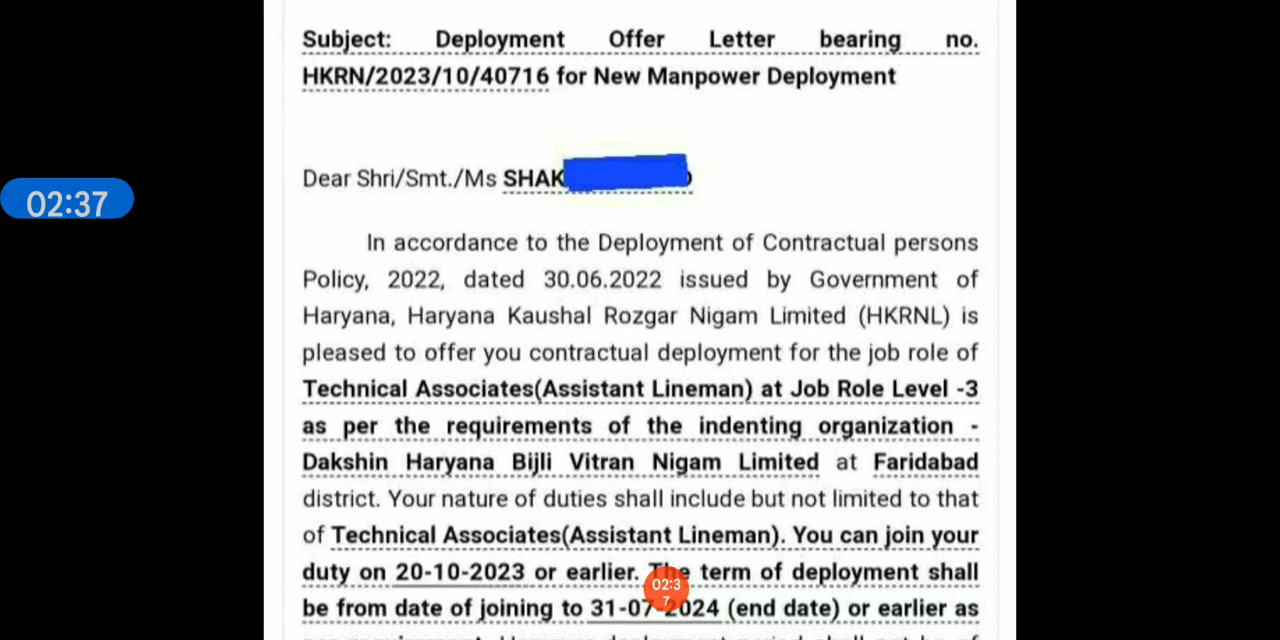 Subject: Deployment Offer Letter bearing no.
HKRN/2023/10/40716 for New Manpower Deployment
Dear Shri/Smt./Ms SHAK
02:37
In accordance to the Deployment of Contractual persons
Policy, 2022, dated 30.06.2022 issued by Government of
Haryana, Haryana Kaushal Rozgar Nigam Limited (HKRNL) is
pleased to offer you contractual deployment for the job role of
Technical Associates(Assistant Lineman) at Job Role Level -3
as per the requirements of the indenting organization -
Dakshin Haryana Bijli Vitran Nigam Limited at Faridabad
district. Your nature of duties shall include but not limited to that
of Technical Associates(Assistant Lineman). You can join your
duty on 20-10-2023 or earlier. The term of deployment shall
02:3
7
be from date of joining to 31-07-2024 (end date) or earlier as